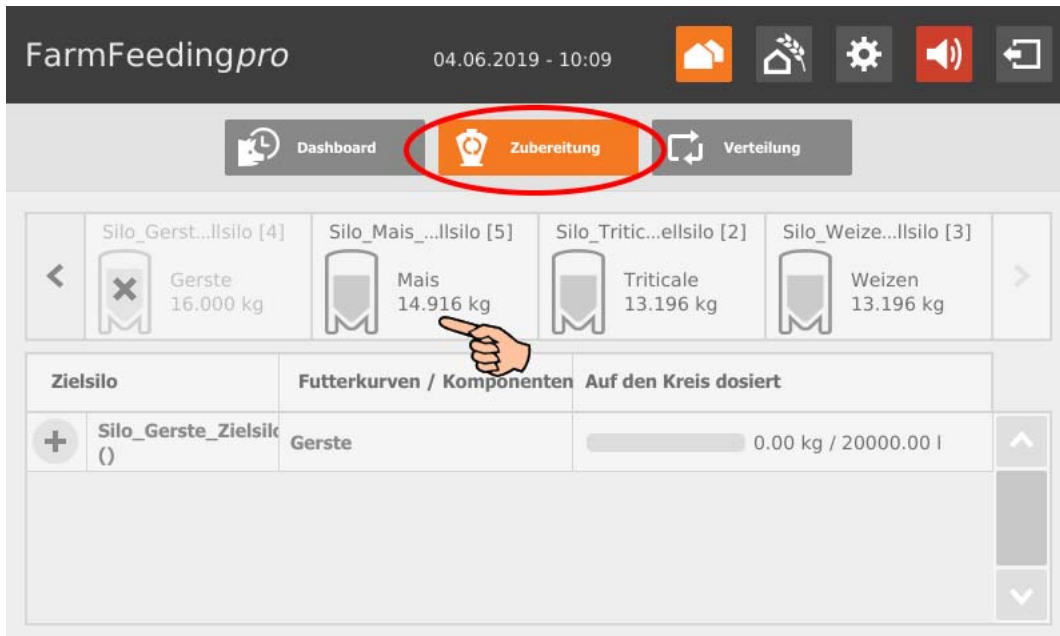 FarmFeedingpro
04.06.2019 - 10:09
Dashboard
Zubereitung
Verteilung
Silo_Gerst...llsilo [4]
Gerste
16.000 kg
Silo_Mais_...llsilo [5]
Mais
14.916 kg
Silo_Tritic...ellsilo [2]
Triticale
13.196 kg
Silo_Weize...llsilo [3]
Weizen
13.196 kg
Zielsilo
Futterkurven / Komponenten
Auf den Kreis dosiert
Silo_Gerste_Zielsilo
()
Gerste
0.00 kg / 20000.00 l